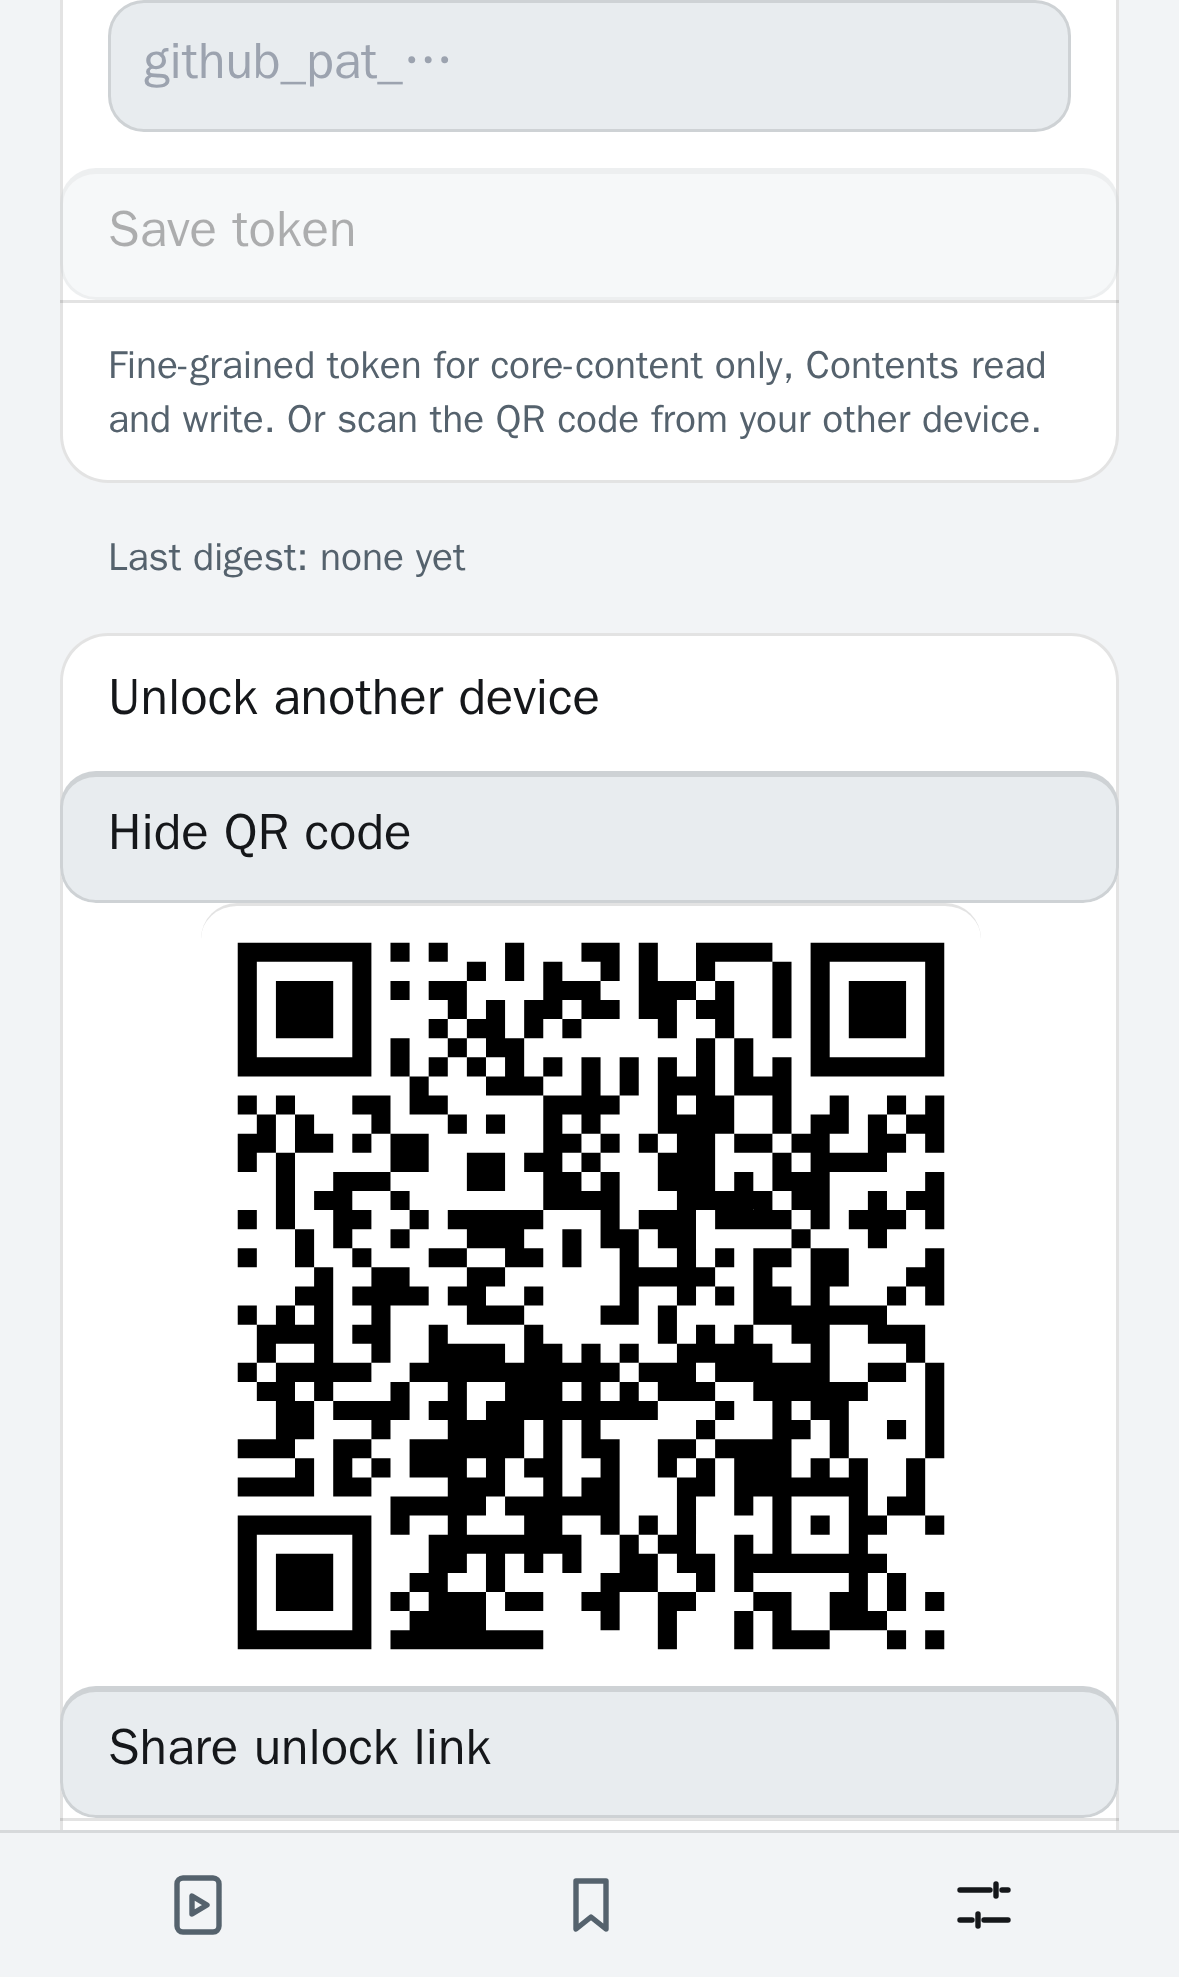 github_pat_···
Save token
Fine-grained token for core-content only, Contents read
and write. Or scan the QR code from your other device.
Last digest: none yet
Unlock another device
Hide QR code
Share unlock link